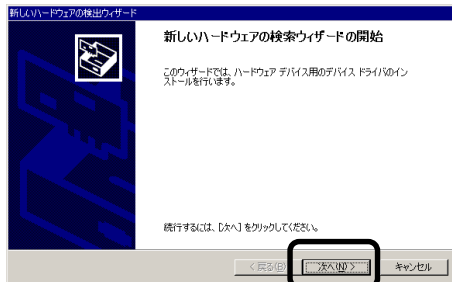 新しいハードウェアの検出ウィザード
新しいハードウェアの検索ウィザードの開始
このウィザードでは、ハードウェア デバイス用のデバイス ドライバのイン
ストールを行います。
続行するには、[次へ] をクリックしてください。
< 戻る(B) 次へ(N) > キャンセル